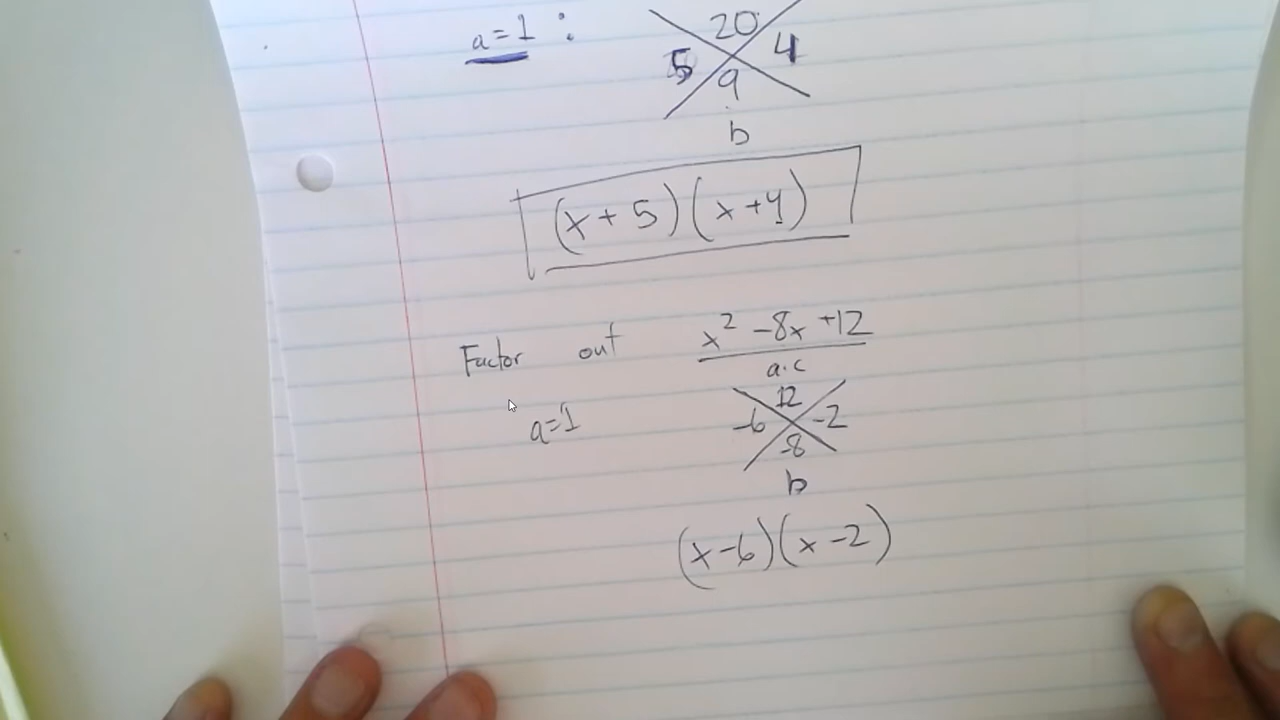 a=1 :
20
5 4
9
b
(x+5)(x+4)
Factor out x² -8x +12
a·c
12
a=1 -6 -2
-8
b
(x-6)(x-2)